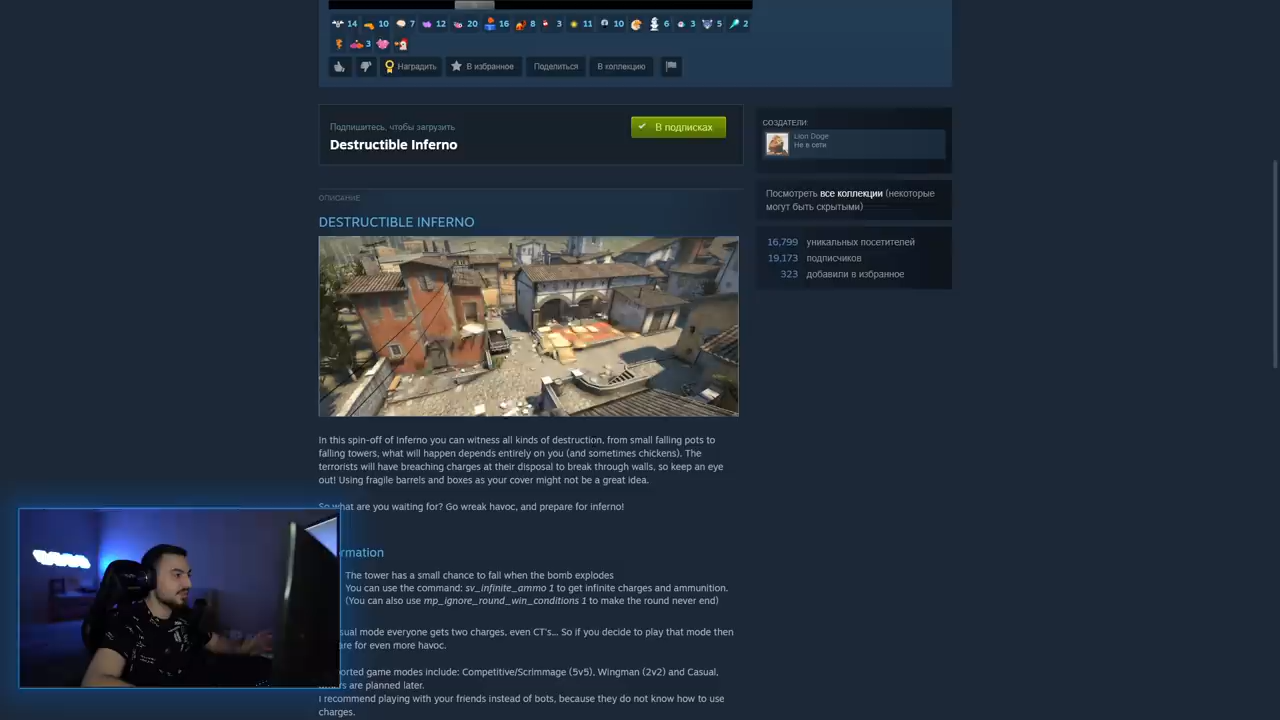 14 10 7 12 20 16 8 3 11 10 6 3 5 2
3
Наградить В избранное Поделиться В коллекцию
Подпишитесь, чтобы загрузить
Destructible Inferno
В подписках
СОЗДАТЕЛИ:
Lion Doge
Не в сети
Посмотреть все коллекции (некоторые
могут быть скрытыми)
16,799 уникальных посетителей
19,173 подписчиков
323 добавили в избранное
ОПИСАНИЕ
DESTRUCTIBLE INFERNO
In this spin-off of Inferno you can witness all kinds of destruction, from small falling pots to
falling towers, what will happen depends entirely on you (and sometimes chickens). The
terrorists will have breaching charges at their disposal to break through walls, so keep an eye
out! Using fragile barrels and boxes as your cover might not be a great idea.
So what are you waiting for? Go wreak havoc, and prepare for inferno!
rmation
The tower has a small chance to fall when the bomb explodes
You can use the command: sv_infinite_ammo 1 to get infinite charges and ammunition.
(You can also use mp_ignore_round_win_conditions 1 to make the round never end)
sual mode everyone gets two charges, even CT's... So if you decide to play that mode then
are for even more havoc.
orted game modes include: Competitive/Scrimmage (5v5), Wingman (2v2) and Casual,
are planned later.
I recommend playing with your friends instead of bots, because they do not know how to use
charges.